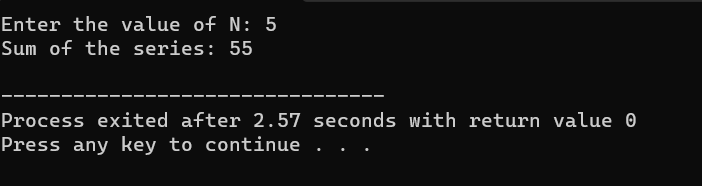 Enter the value of N: 5
Sum of the series: 55
--------------------------------
Process exited after 2.57 seconds with return value 0
Press any key to continue . . .